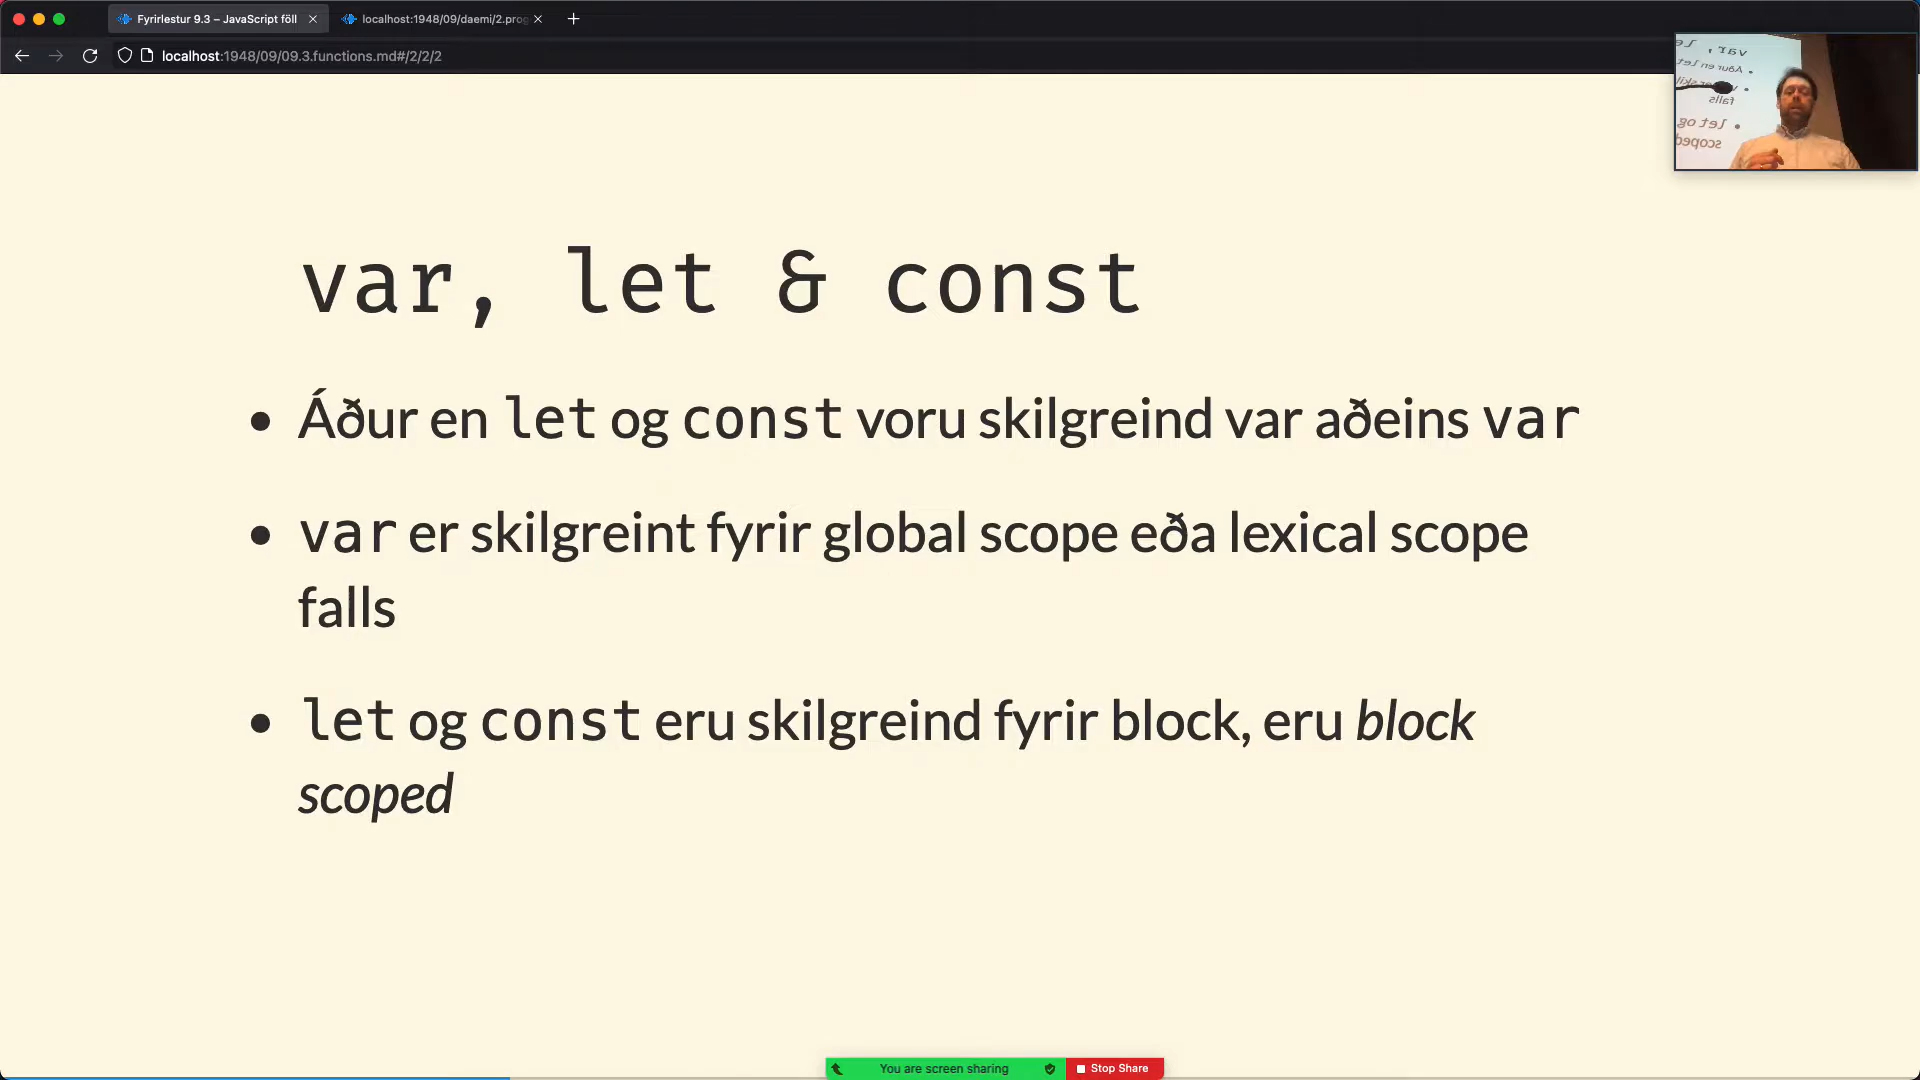 Fyrirlestur 9.3 – JavaScript föll
localhost:1948/09/daemi/2.prog
localhost:1948/09/09.3.functions.md#/2/2/2
var, let & const
Áður en let og const voru skilgreind var aðeins var
var er skilgreint fyrir global scope eða lexical scope
falls
let og const eru skilgreind fyrir block, eru block
scoped
You are screen sharing
Stop Share